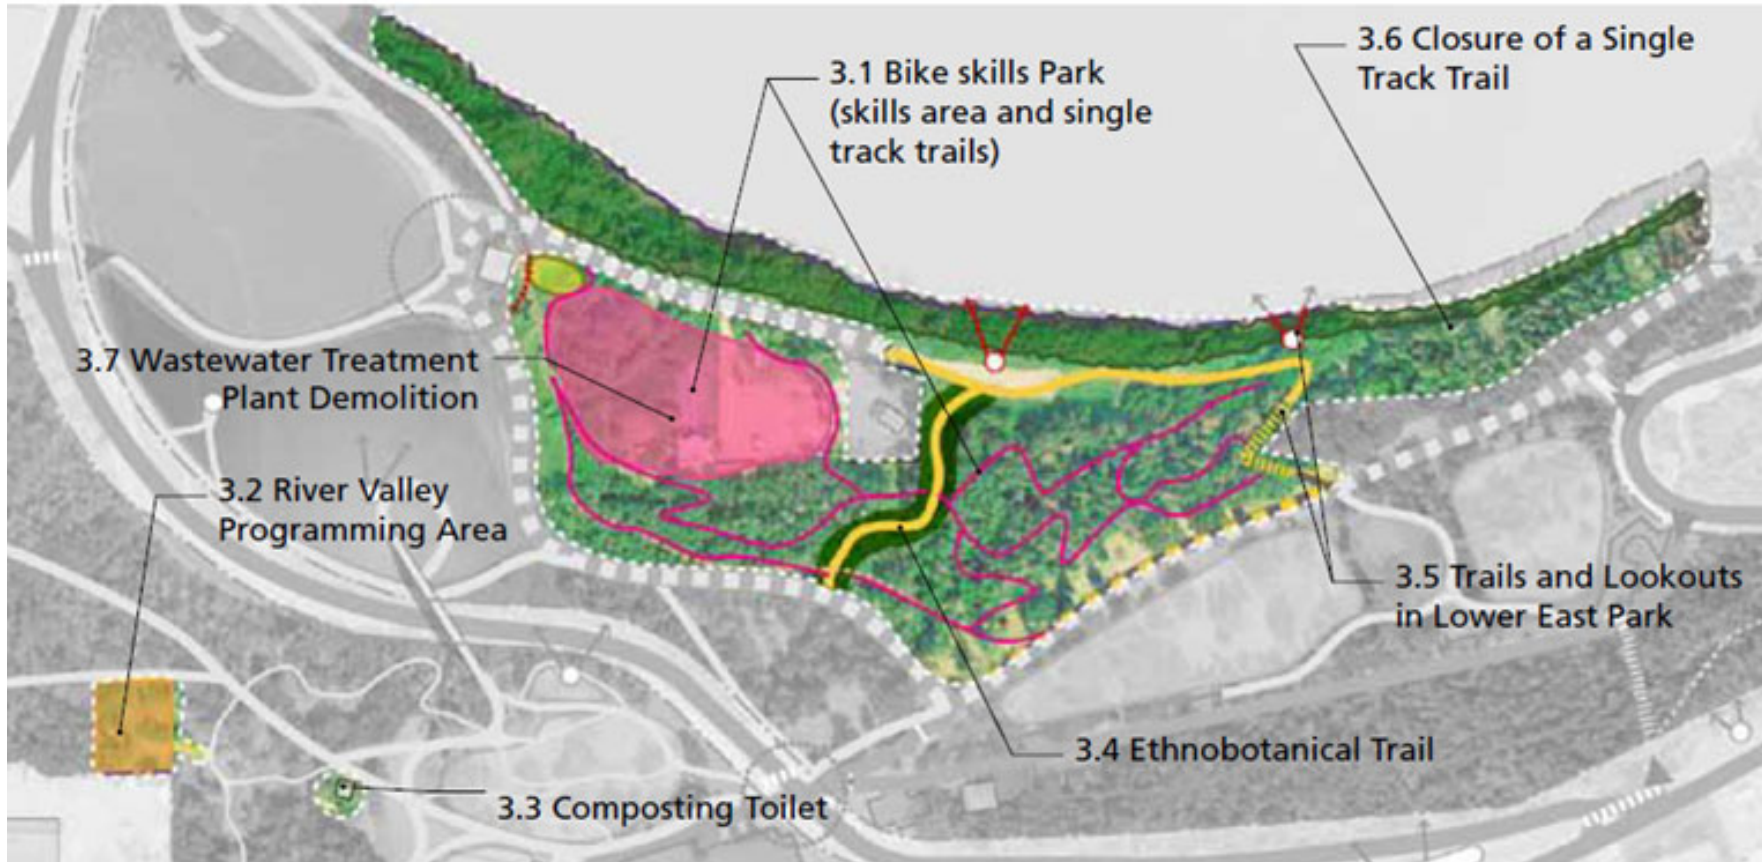 3.6 Closure of a Single
Track Trail
3.1 Bike skills Park
(skills area and single
track trails)
3.7 Wastewater Treatment
Plant Demolition
3.2 River Valley
Programming Area
3.5 Trails and Lookouts
in Lower East Park
3.4 Ethnobotanical Trail
3.3 Composting Toilet